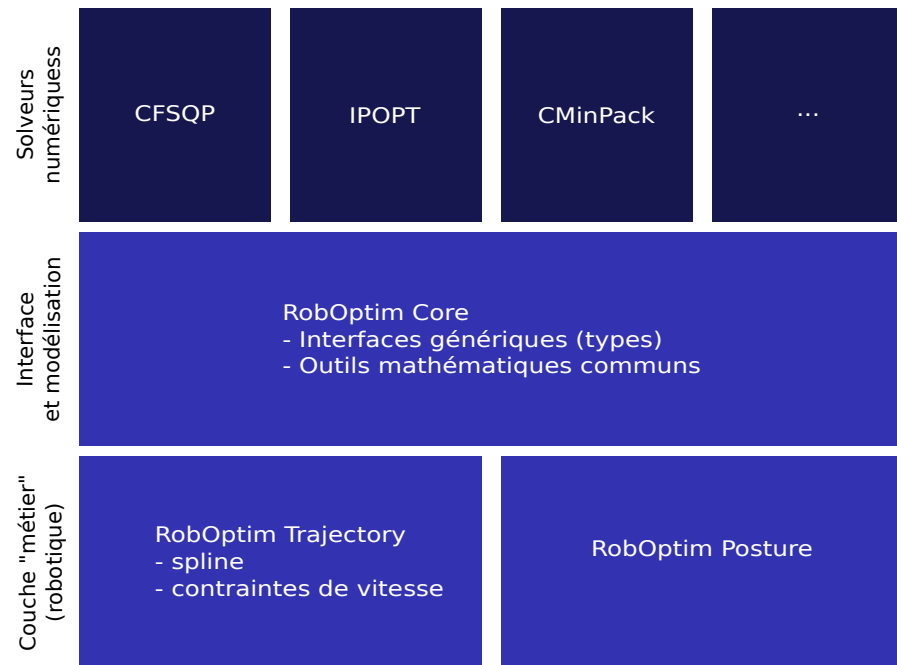 Solveurs
numériquess
CFSQP
IPOPT
CMinPack
...
Interface
et modélisation
RobOptim Core
- Interfaces génériques (types)
- Outils mathématiques communs
Couche "métier"
(robotique)
RobOptim Trajectory
- spline
- contraintes de vitesse
RobOptim Posture